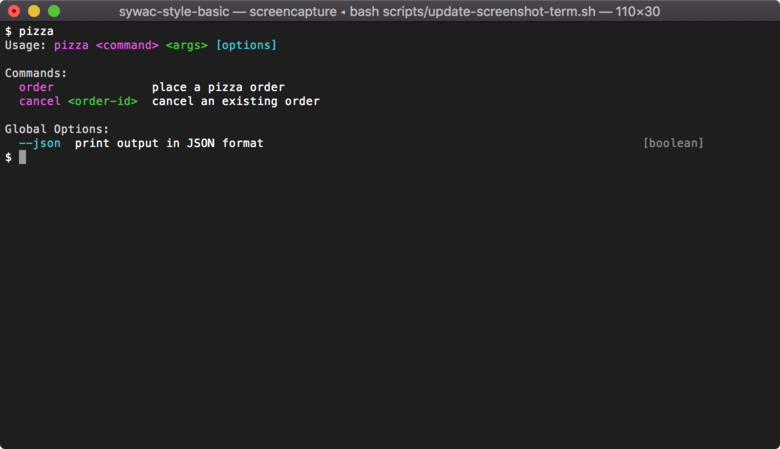 sywac-style-basic — screencapture ◂ bash scripts/update-screenshot-term.sh — 110×30
$ pizza
Usage: pizza <command> <args> [options]
Commands:
order place a pizza order
cancel <order-id> cancel an existing order
Global Options:
--json print output in JSON format [boolean]
$